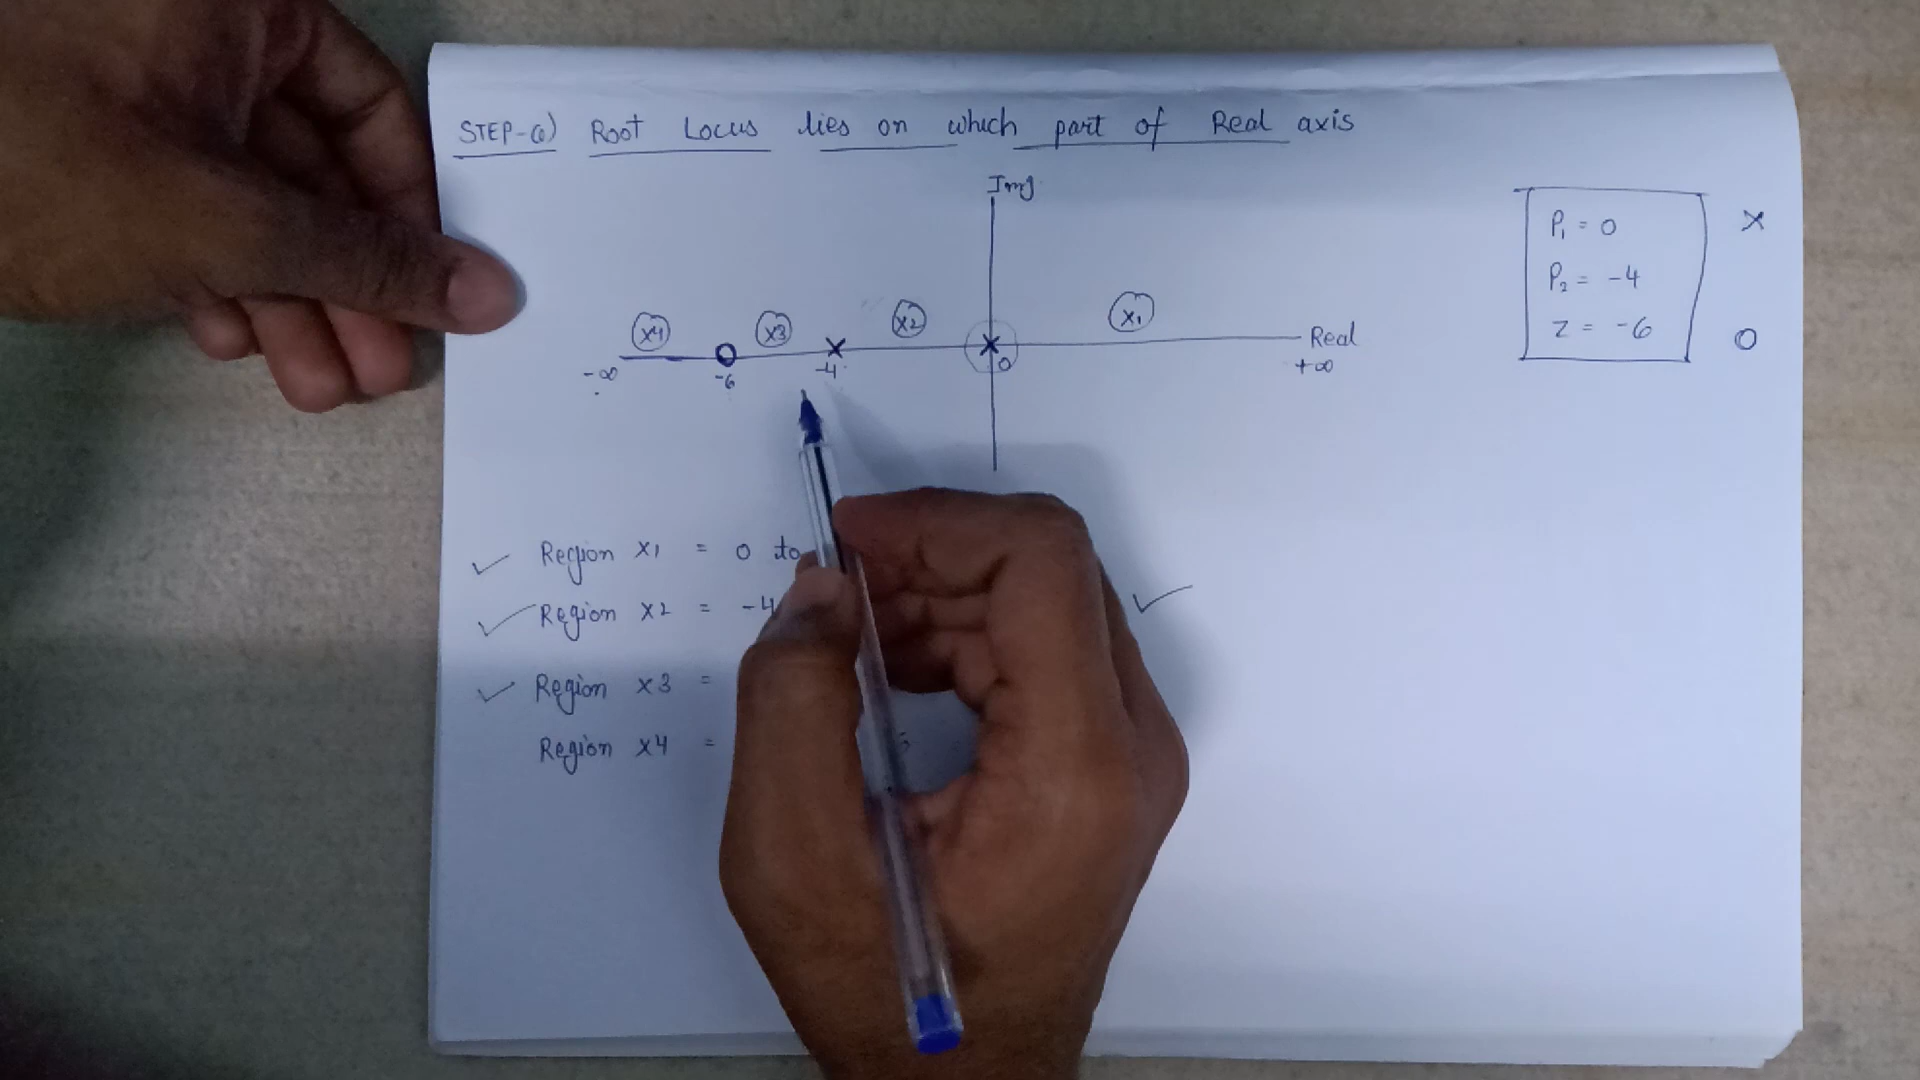 STEP-6) Root Locus lies on which part of Real axis
Img
P1 = 0 ×
P2 = -4
Z = -6 O
x4 x3 x2 x1
Real
-∞ -6 -4 0 +∞
Region x1 = 0 to
Region x2 = -4
Region x3 =
Region x4 =